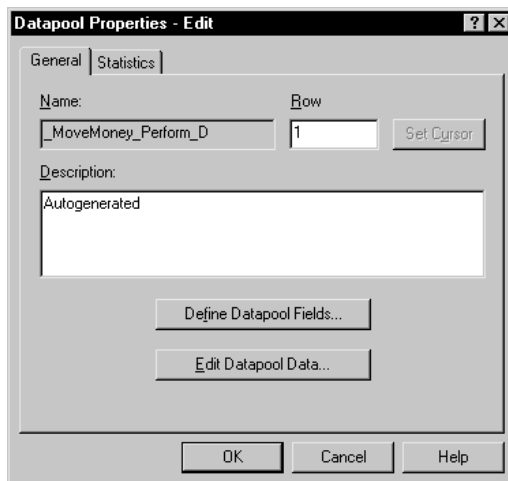 Datapool Properties - Edit
General
Statistics
Name:
Row
_MoveMoney_Perform_D
1
Set Cursor
Description:
Autogenerated
Define Datapool Fields...
Edit Datapool Data...
OK
Cancel
Help